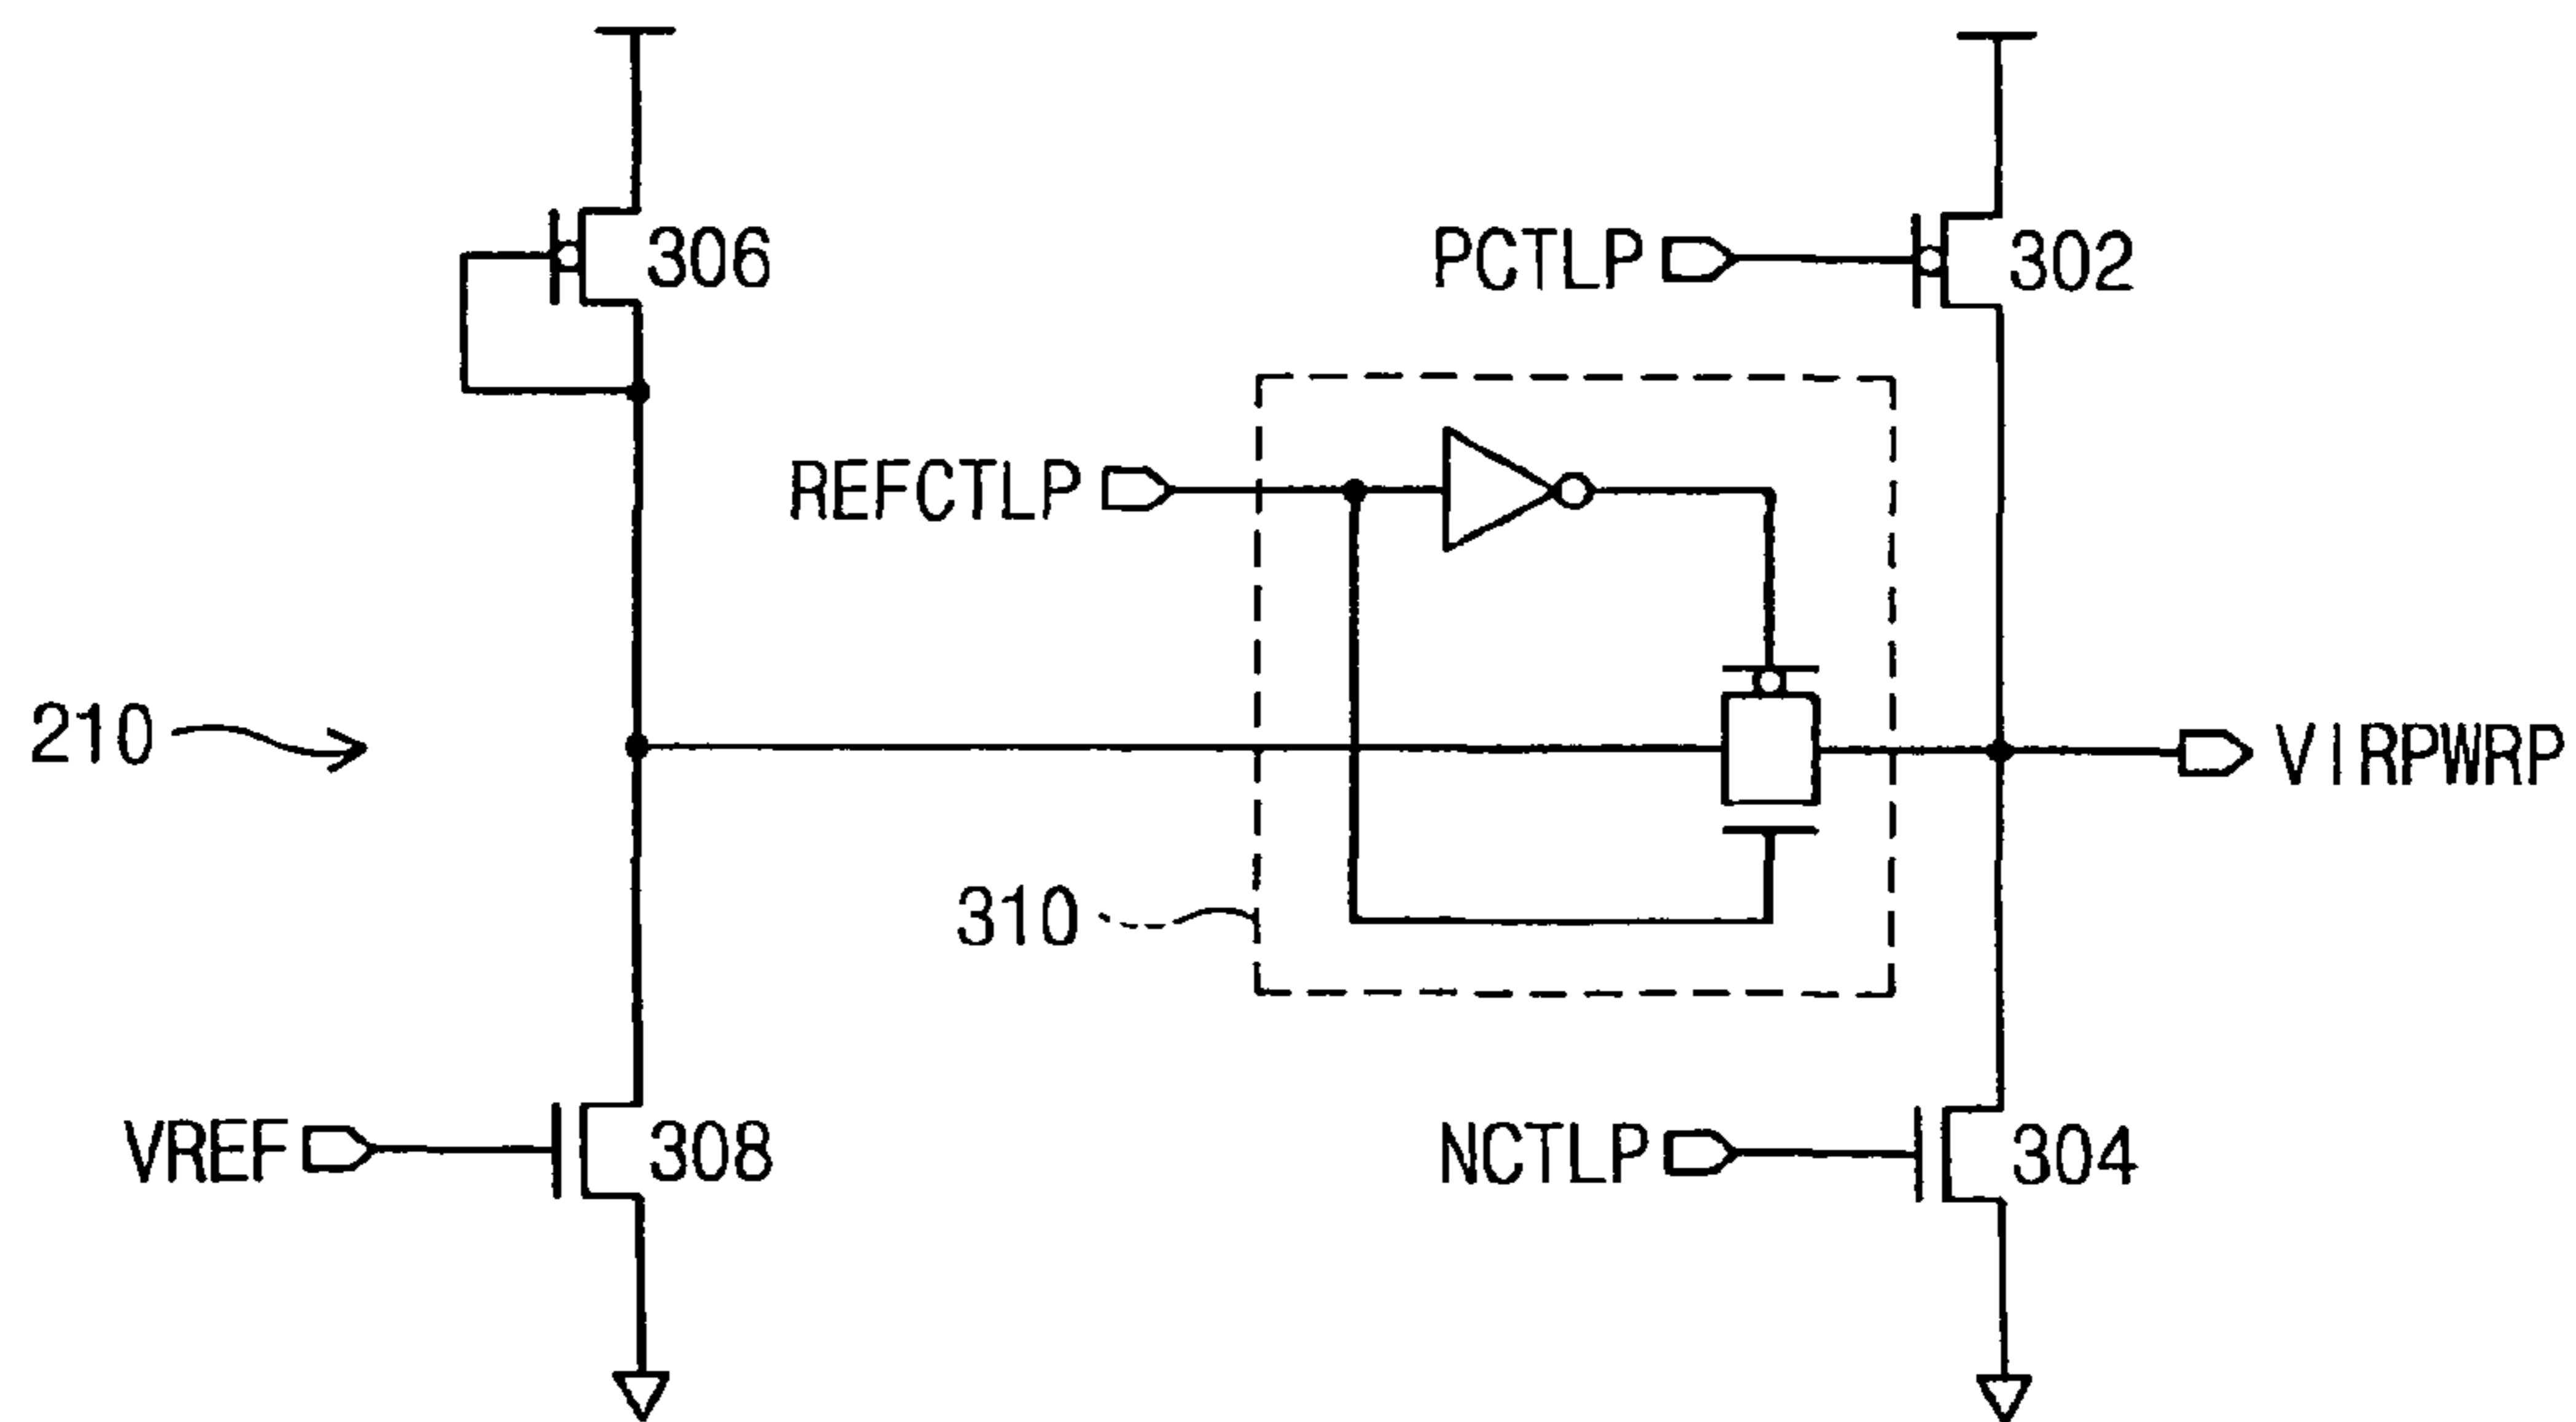 306
PCTLP
302
REFCTLP
210
VIRPWRP
310
VREF
308
NCTLP
304